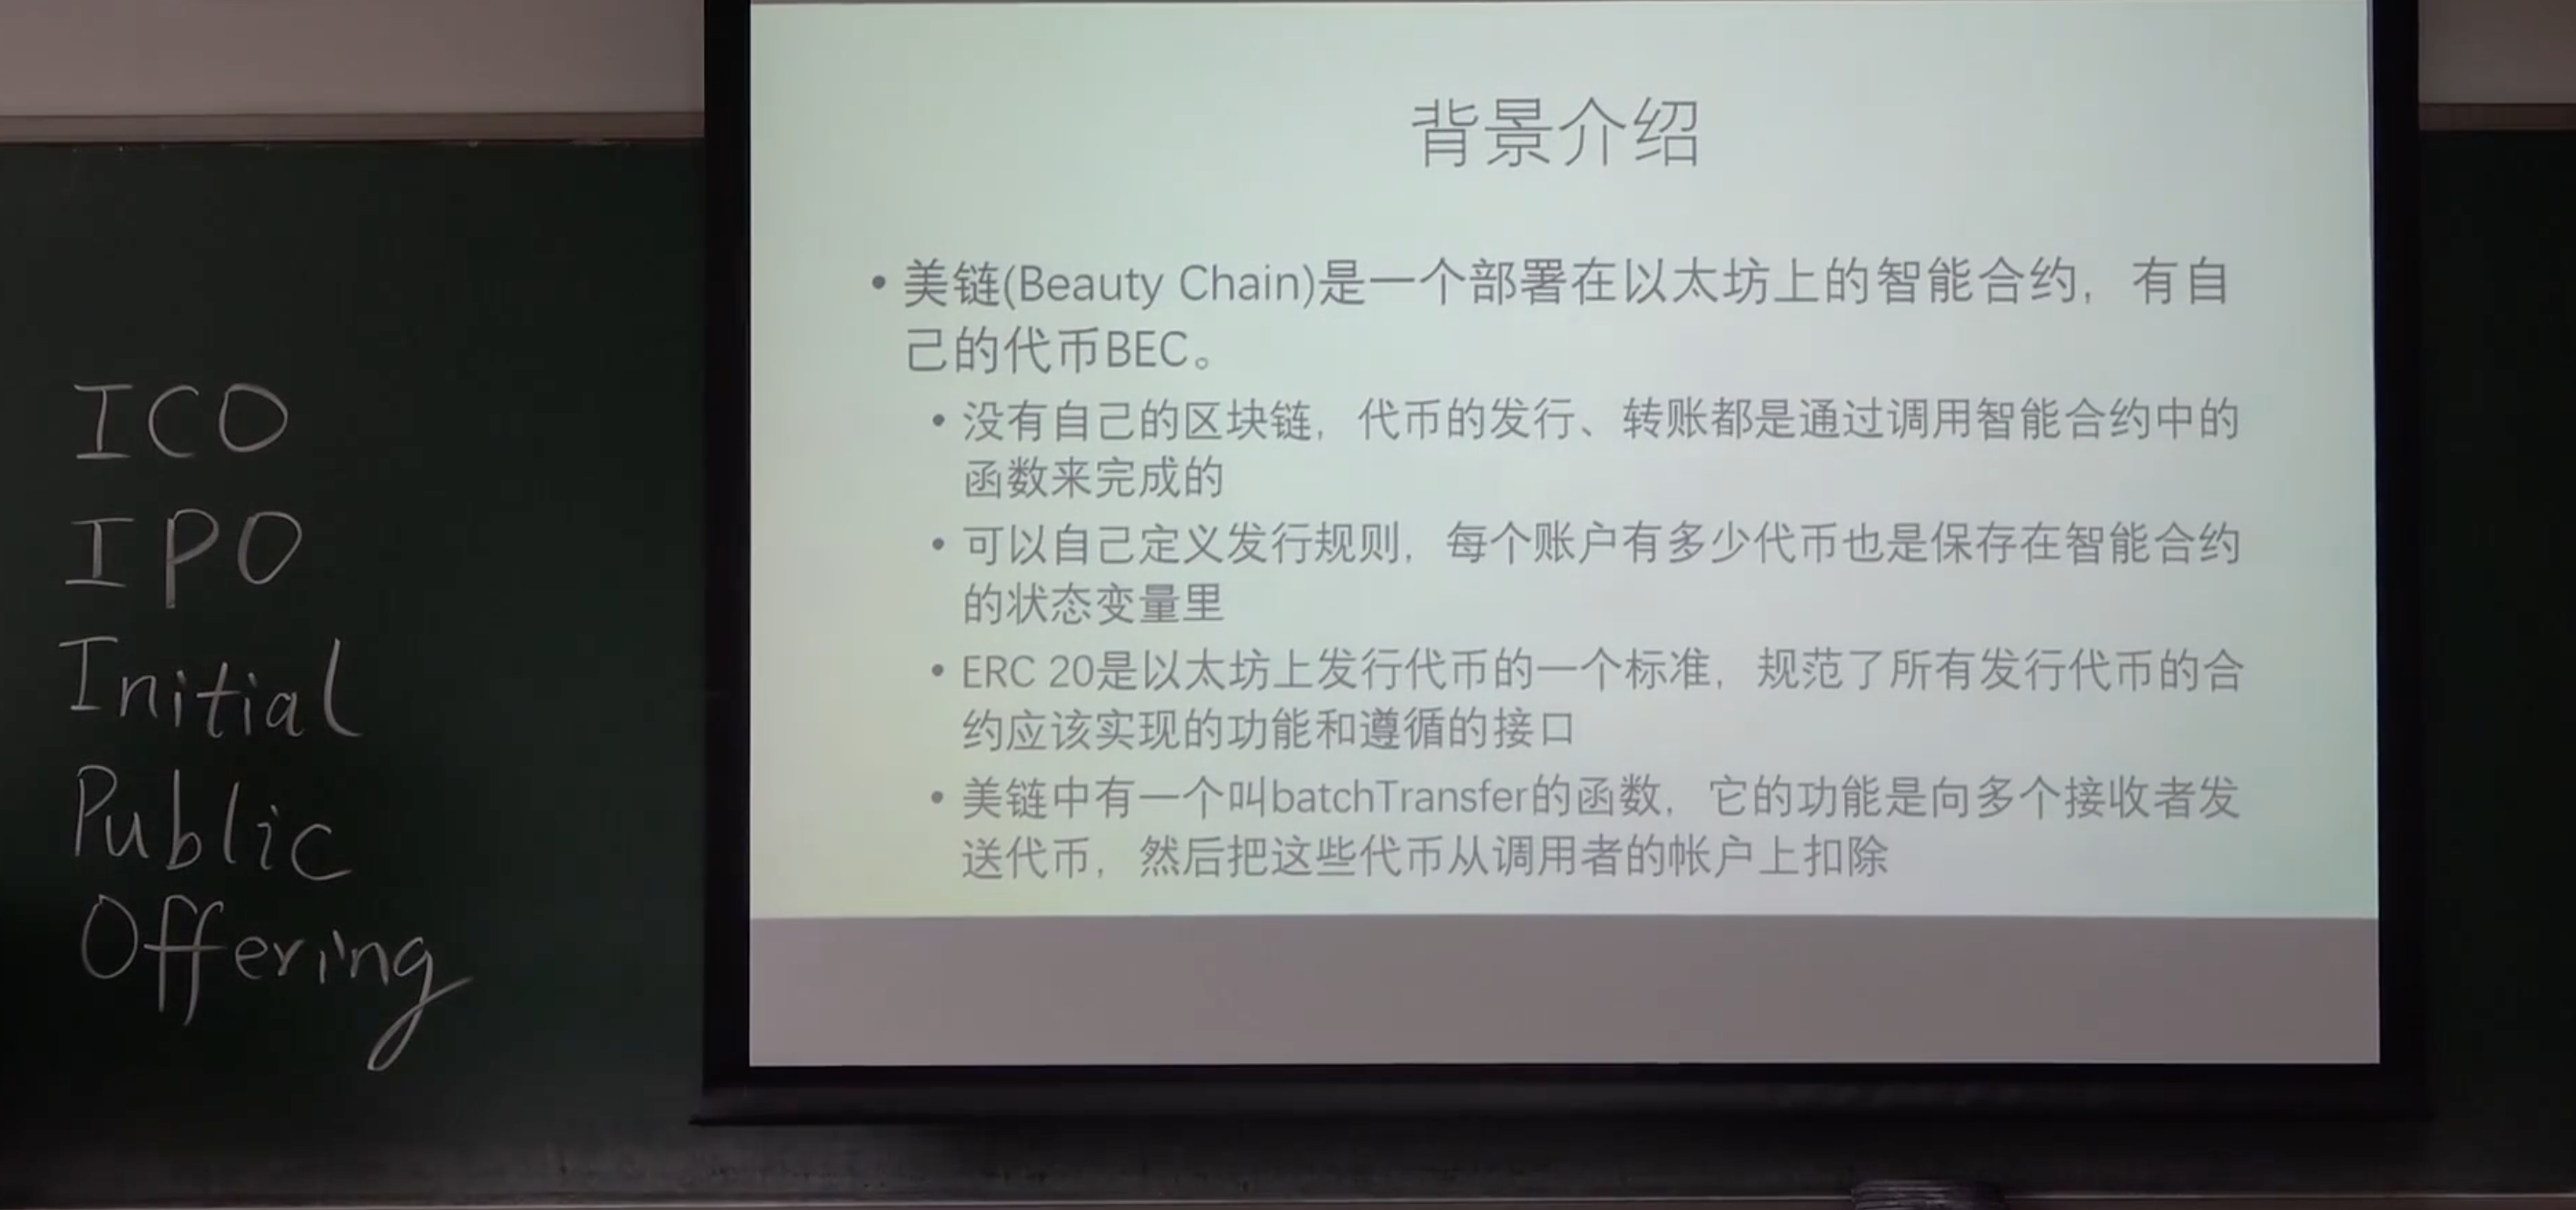 ICO
IPO
Initial
Public
Offering
背景介绍
• 美链(Beauty Chain)是一个部署在以太坊上的智能合约，有自
己的代币BEC。
• 没有自己的区块链，代币的发行、转账都是通过调用智能合约中的
函数来完成的
• 可以自己定义发行规则，每个账户有多少代币也是保存在智能合约
的状态变量里
• ERC 20是以太坊上发行代币的一个标准，规范了所有发行代币的合
约应该实现的功能和遵循的接口
• 美链中有一个叫batchTransfer的函数，它的功能是向多个接收者发
送代币，然后把这些代币从调用者的帐户上扣除